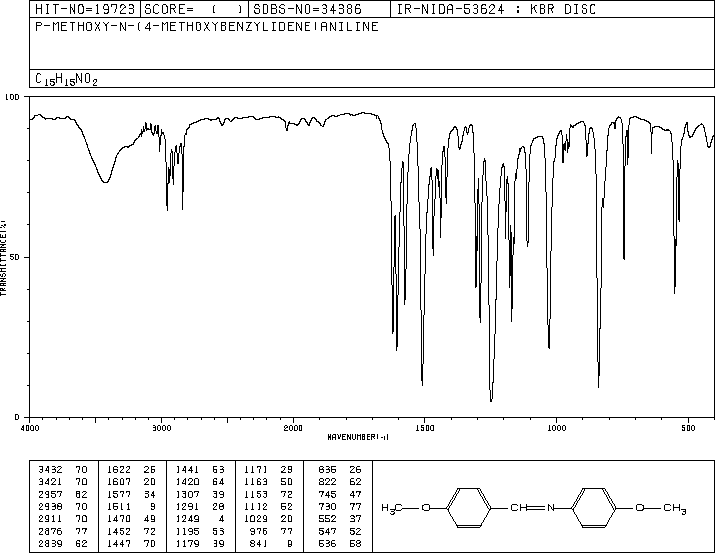 HIT-NO=19723 SCORE= ( ) SDBS-NO=34386 IR-NIDA-53624 : KBR DISC
P-METHOXY-N-(4-METHOXYBENZYLIDENE)ANILINE
C15H15NO2
100
50
0
TRANSMITTANCE(%)
4000 3000 2000 1500 1000 500
WAVENUMBER(-1)
3432 70 1622 26 1441 63 1171 29 836 26
3421 70 1607 20 1420 64 1163 50 822 62
2957 62 1577 34 1307 39 1153 72 745 47
2938 70 1511 9 1291 28 1112 52 730 77
2911 70 1470 49 1249 4 1029 20 552 37
2876 77 1452 72 1195 53 976 77 547 52
2839 62 1447 70 1179 39 841 8 536 58
H3C O CH N O CH3